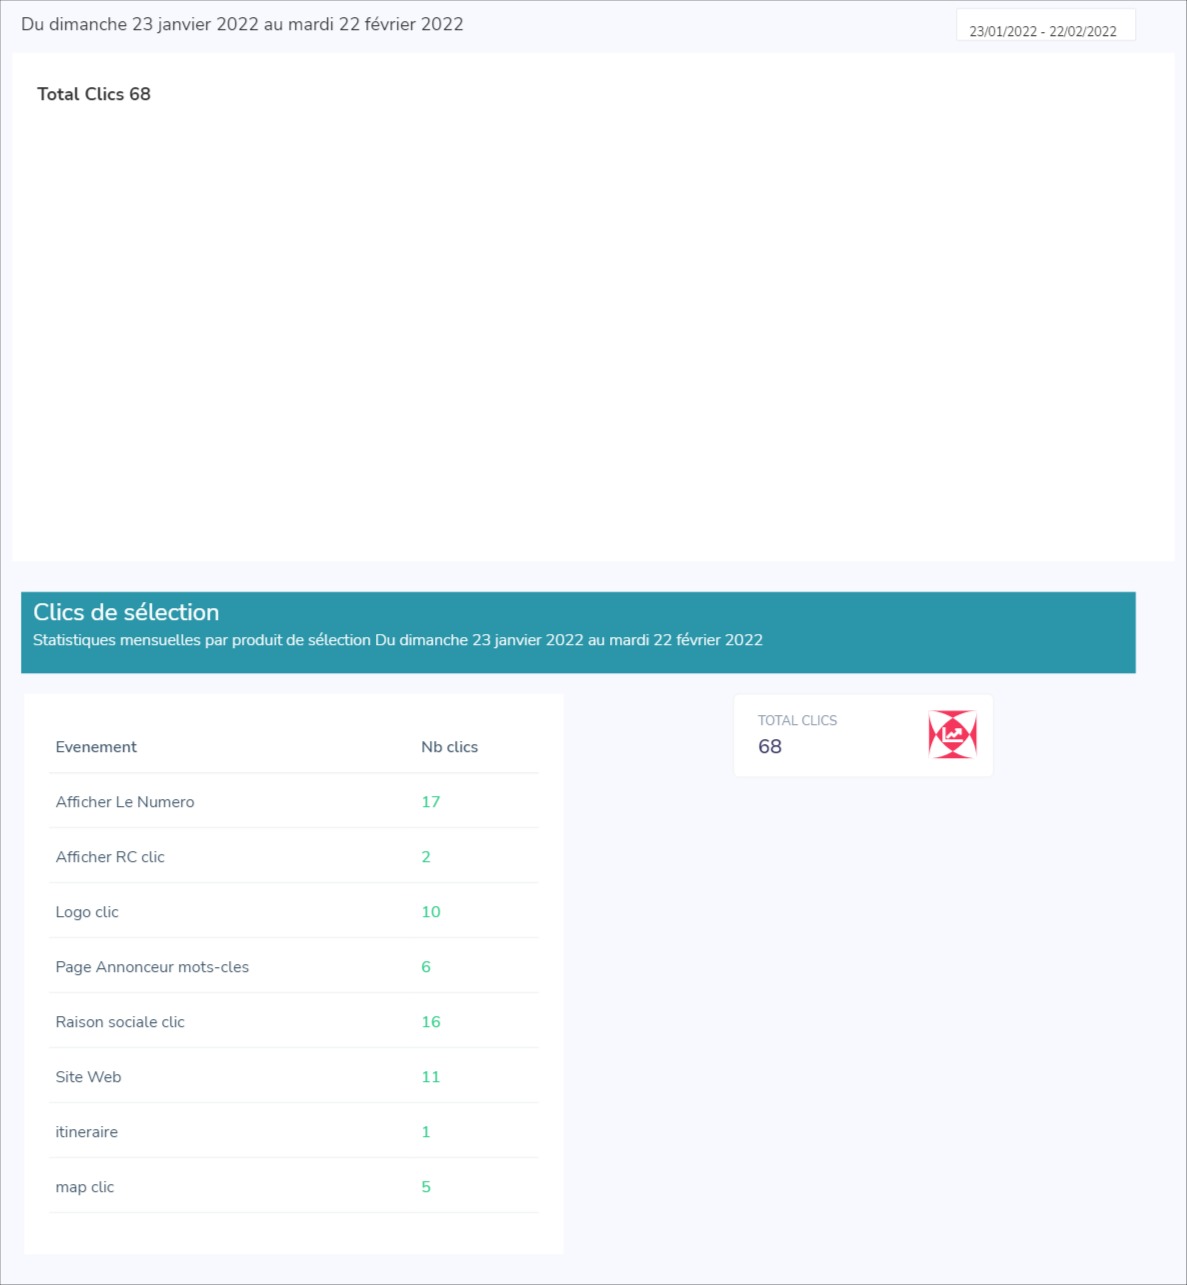 Du dimanche 23 janvier 2022 au mardi 22 février 2022
23/01/2022 - 22/02/2022
Total Clics 68
Clics de sélection
Statistiques mensuelles par produit de sélection Du dimanche 23 janvier 2022 au mardi 22 février 2022
Evenement Nb clics
Afficher Le Numero 17
Afficher RC clic 2
Logo clic 10
Page Annonceur mots-cles 6
Raison sociale clic 16
Site Web 11
itineraire 1
map clic 5
TOTAL CLICS
68